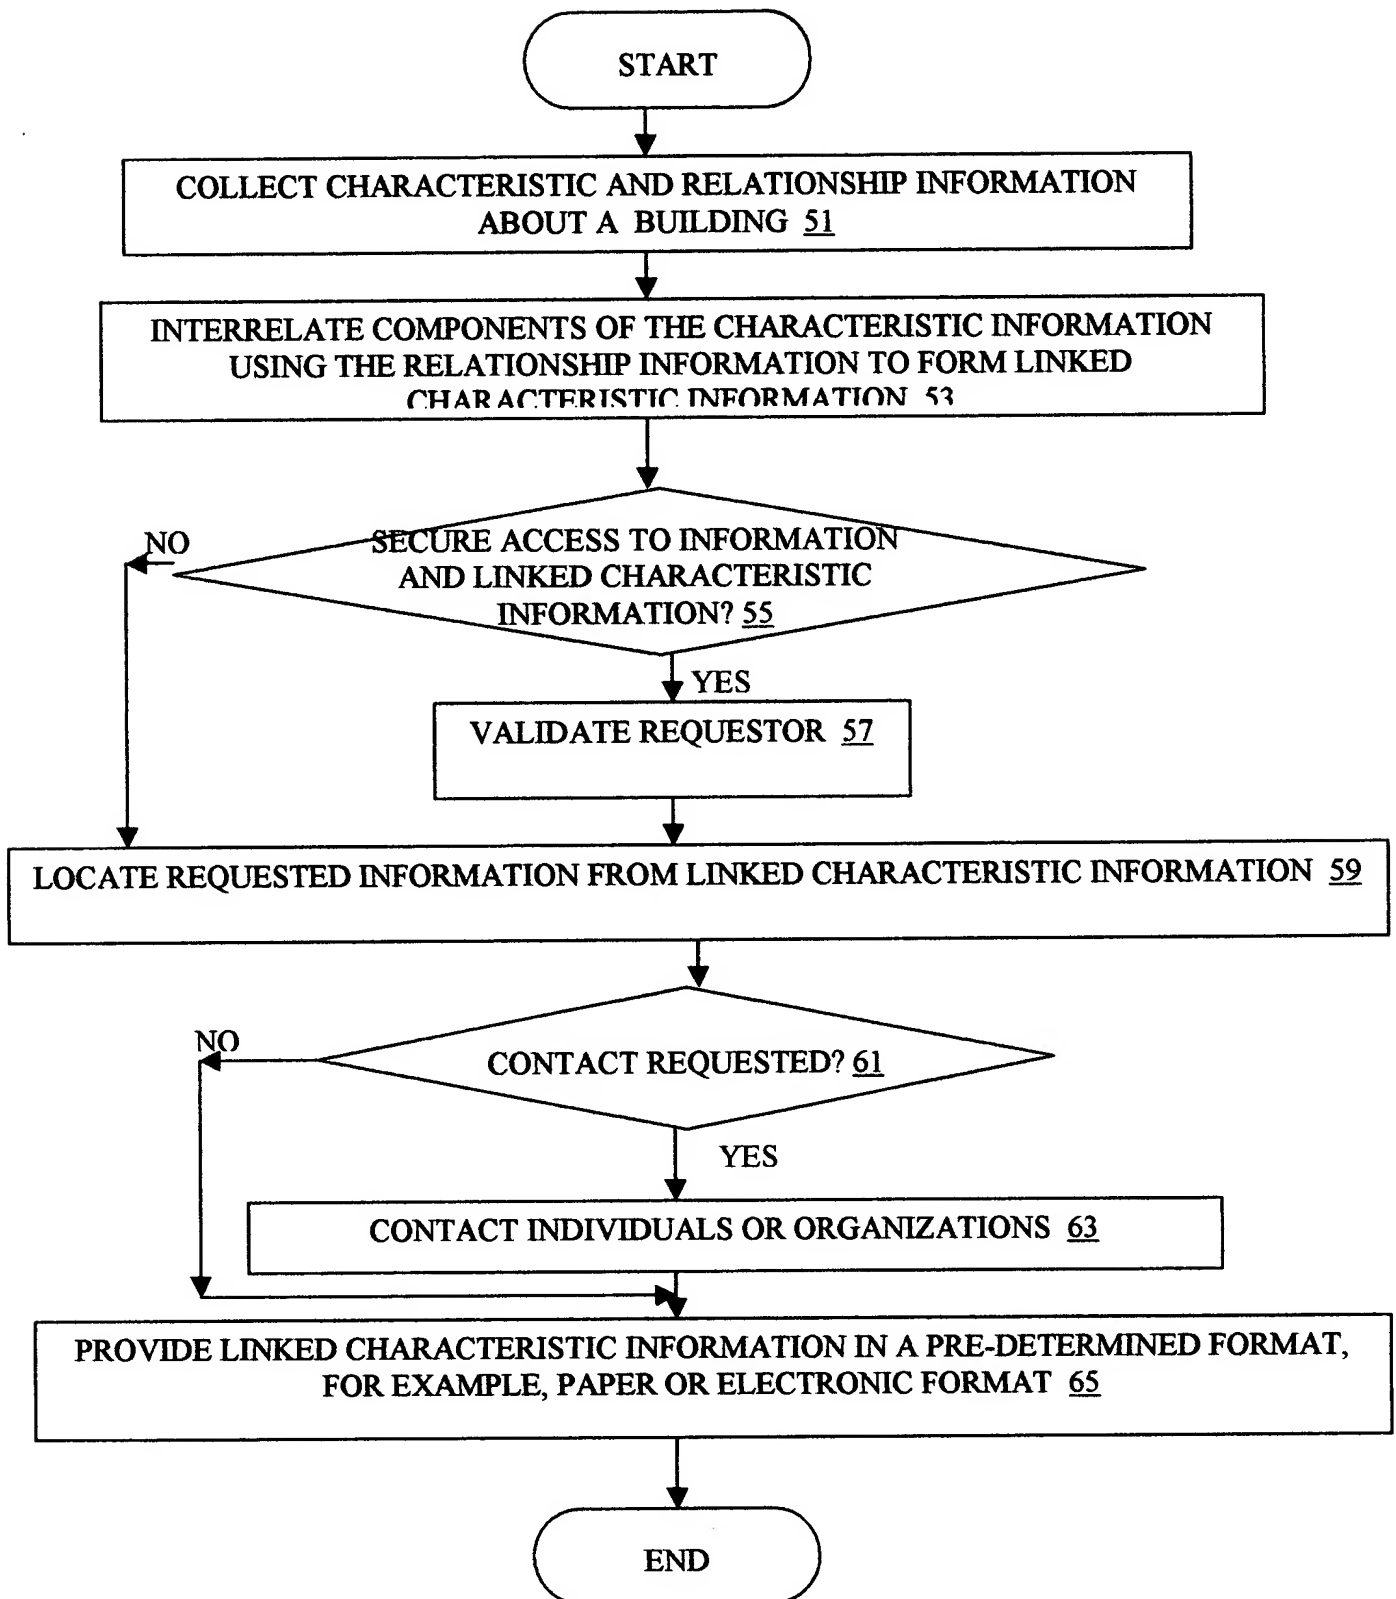 START
COLLECT CHARACTERISTIC AND RELATIONSHIP INFORMATION
ABOUT A BUILDING 51
INTERRELATE COMPONENTS OF THE CHARACTERISTIC INFORMATION
USING THE RELATIONSHIP INFORMATION TO FORM LINKED
CHARACTERISTIC INFORMATION 53
NO
SECURE ACCESS TO INFORMATION
AND LINKED CHARACTERISTIC
INFORMATION? 55
YES
VALIDATE REQUESTOR 57
LOCATE REQUESTED INFORMATION FROM LINKED CHARACTERISTIC INFORMATION 59
NO
CONTACT REQUESTED? 61
YES
CONTACT INDIVIDUALS OR ORGANIZATIONS 63
PROVIDE LINKED CHARACTERISTIC INFORMATION IN A PRE-DETERMINED FORMAT,
FOR EXAMPLE, PAPER OR ELECTRONIC FORMAT 65
END